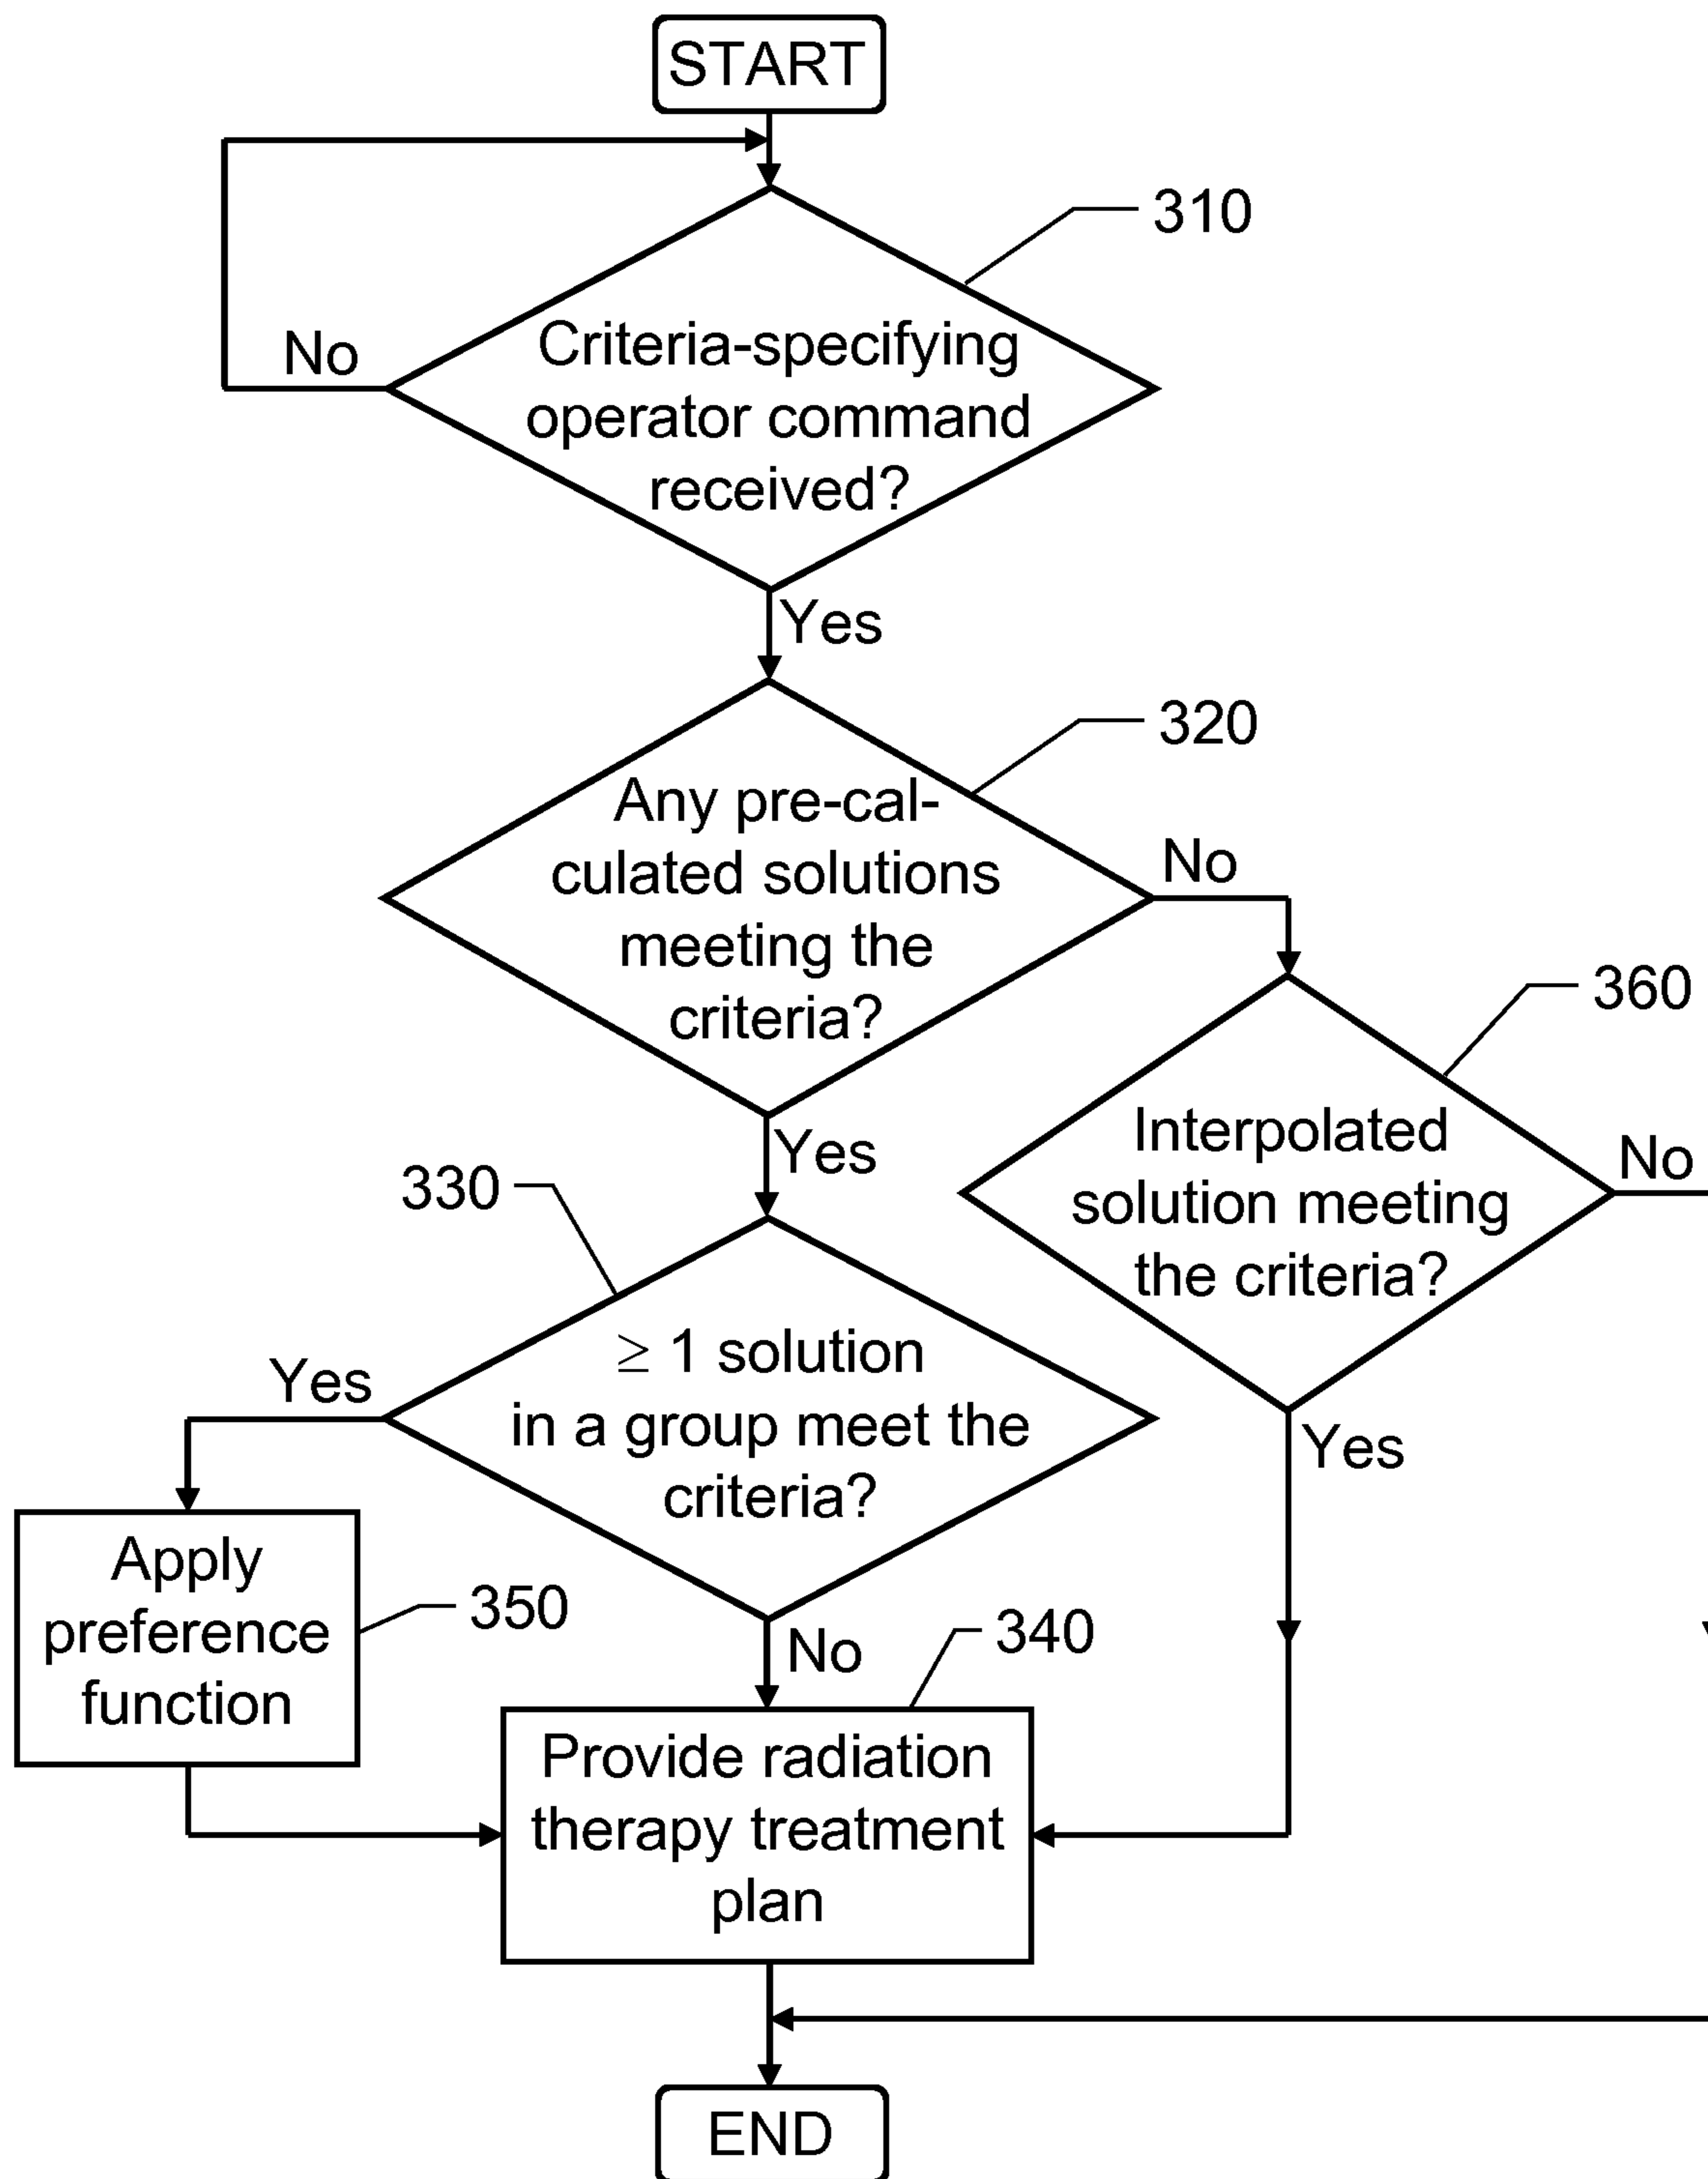 START
310
No
Criteria-specifying
operator command
received?
Yes
320
Any pre-cal-
culated solutions
meeting the
criteria?
No
360
Interpolated
solution meeting
the criteria?
No
Yes
330
≥ 1 solution
in a group meet the
criteria?
Yes
Yes
Apply
preference
function
350
No
340
Provide radiation
therapy treatment
plan
END